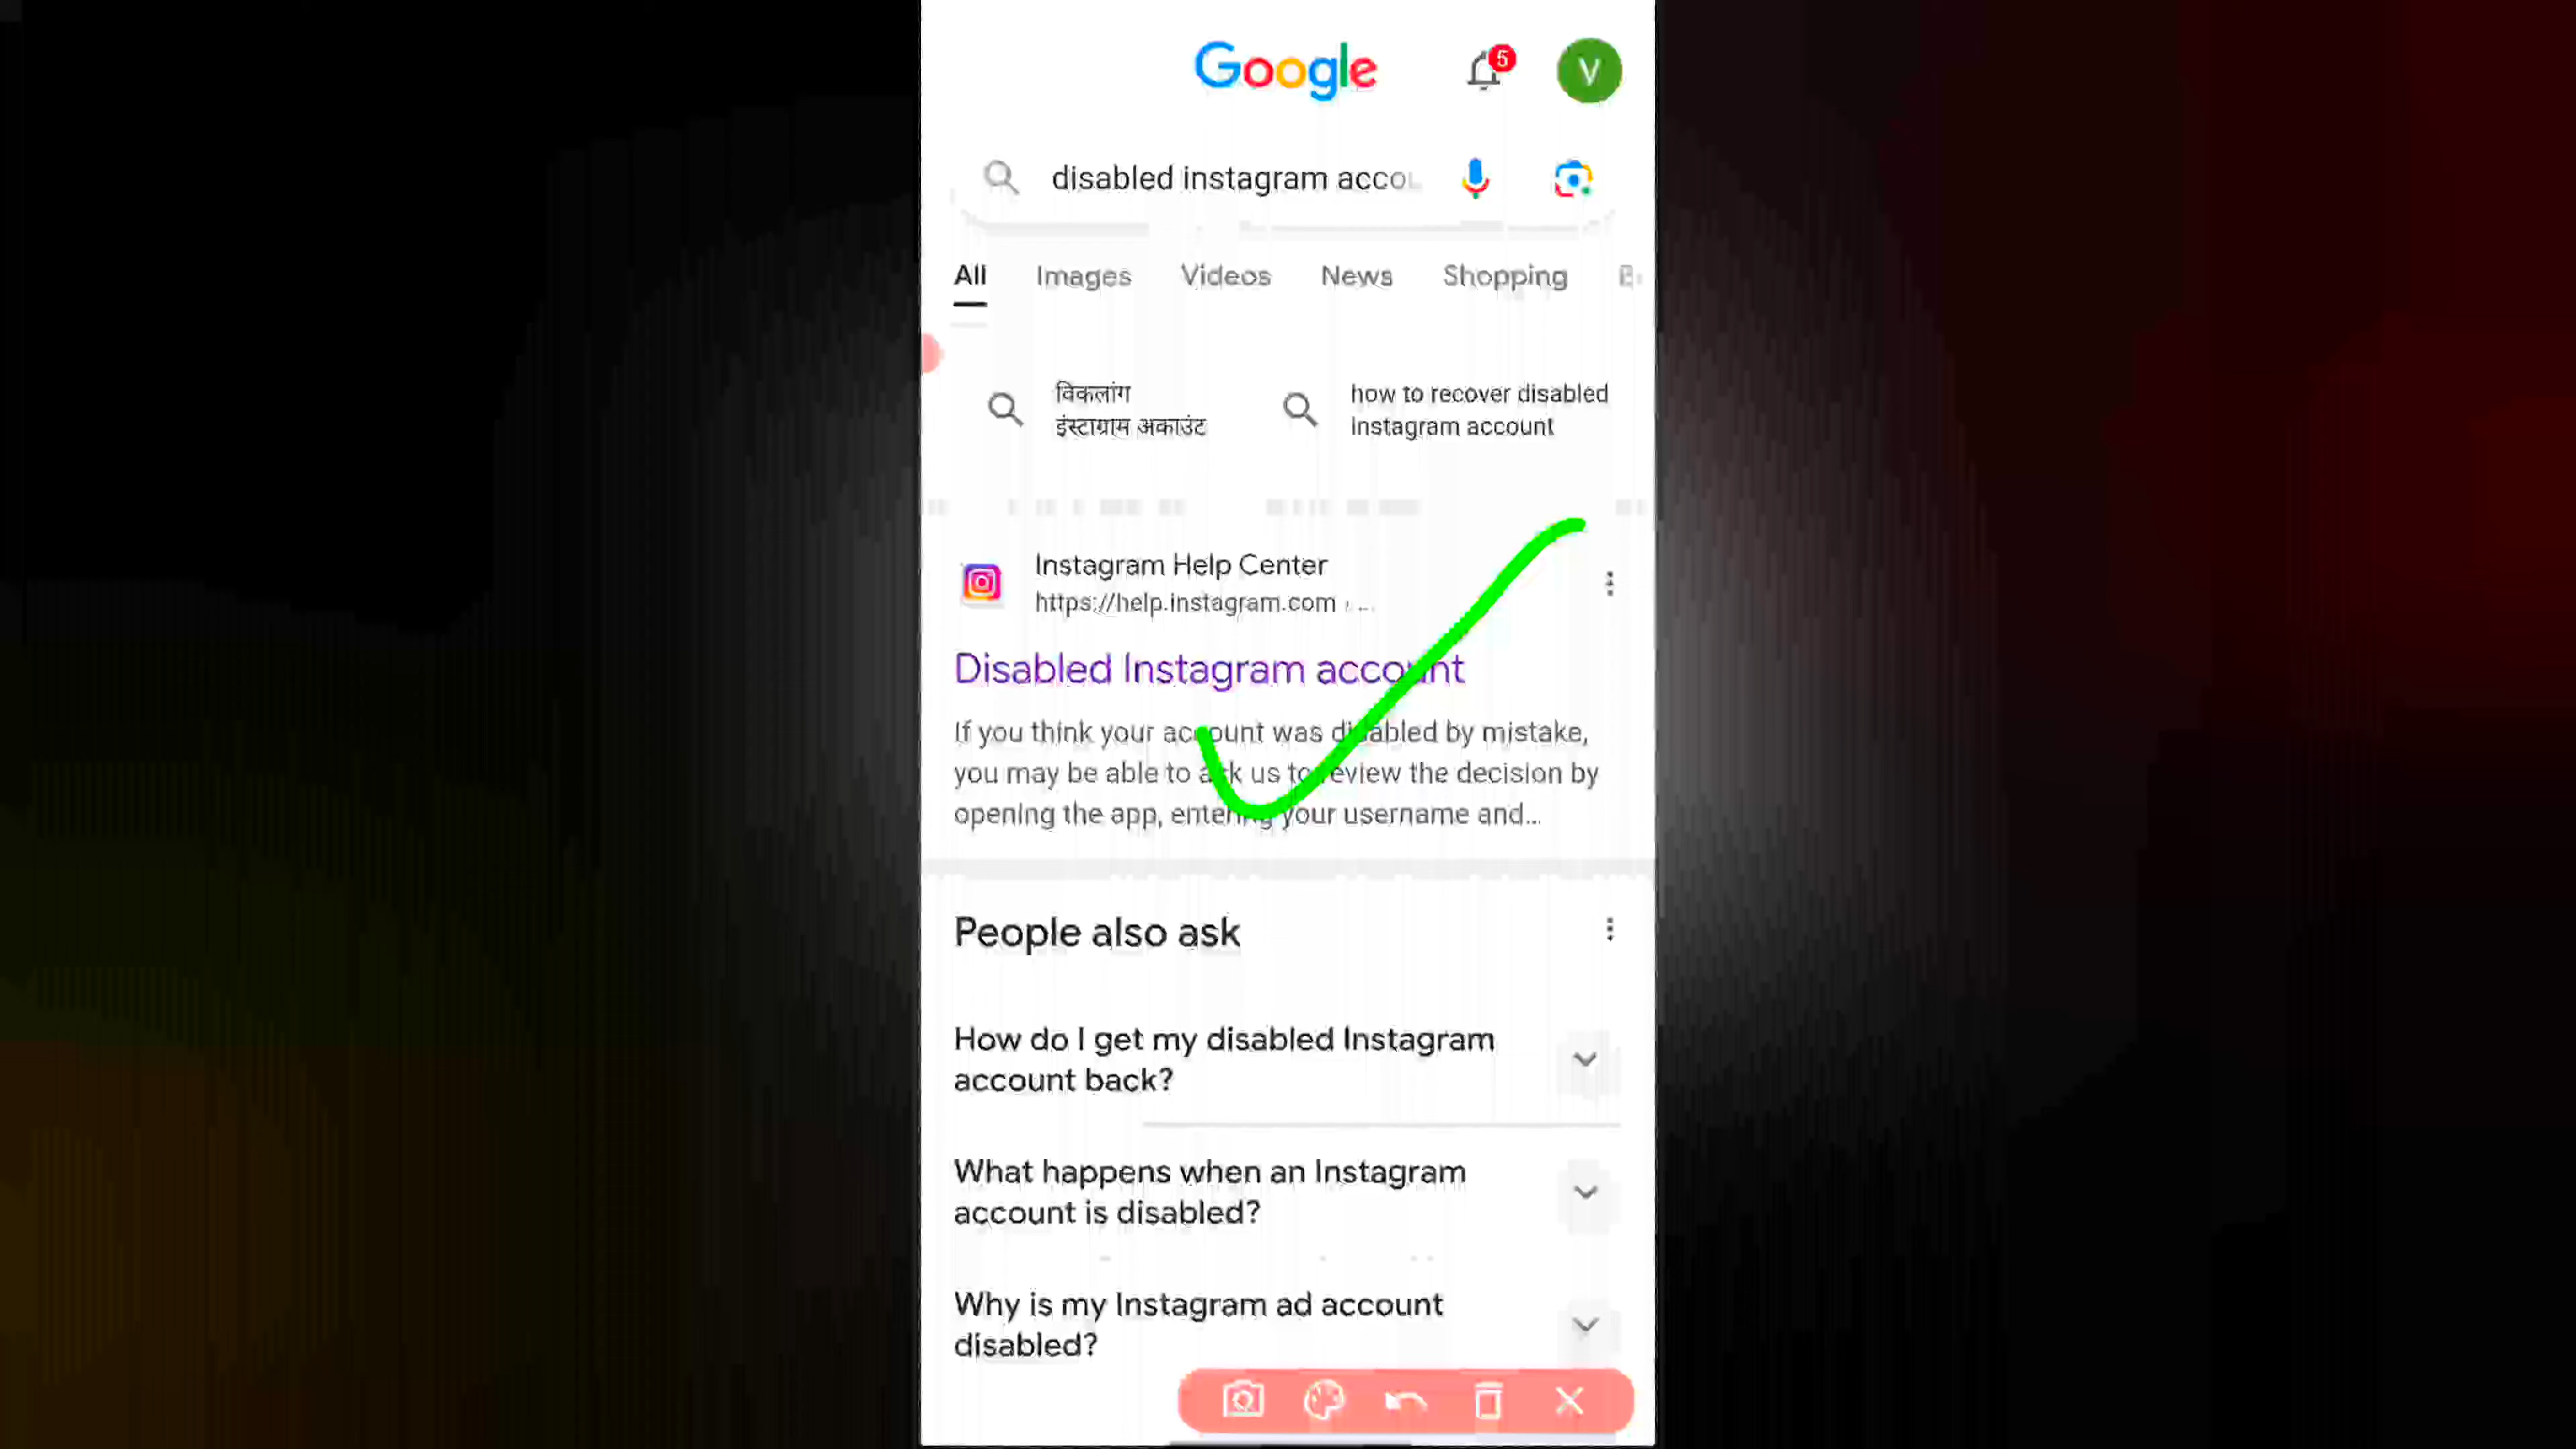 Google
5
V
disabled instagram accou
All Images Videos News Shopping
विकलांग
इंस्टाग्राम अकाउंट
how to recover disabled
instagram account
Instagram Help Center
https://help.instagram.com › ...
Disabled Instagram account
If you think your account was disabled by mistake,
you may be able to ask us to review the decision by
opening the app, entering your username and...
People also ask
How do I get my disabled Instagram
account back?
What happens when an Instagram
account is disabled?
Why is my Instagram ad account
disabled?